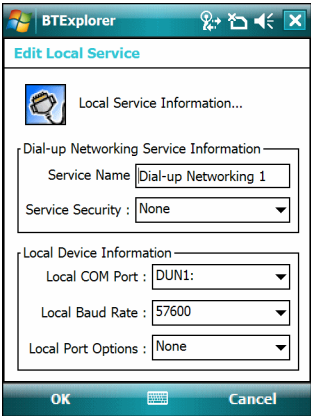 BTExplorer
Edit Local Service
Local Service Information...
Dial-up Networking Service Information
Service Name Dial-up Networking 1
Service Security : None
Local Device Information
Local COM Port : DUN1:
Local Baud Rate : 57600
Local Port Options : None
OK Cancel